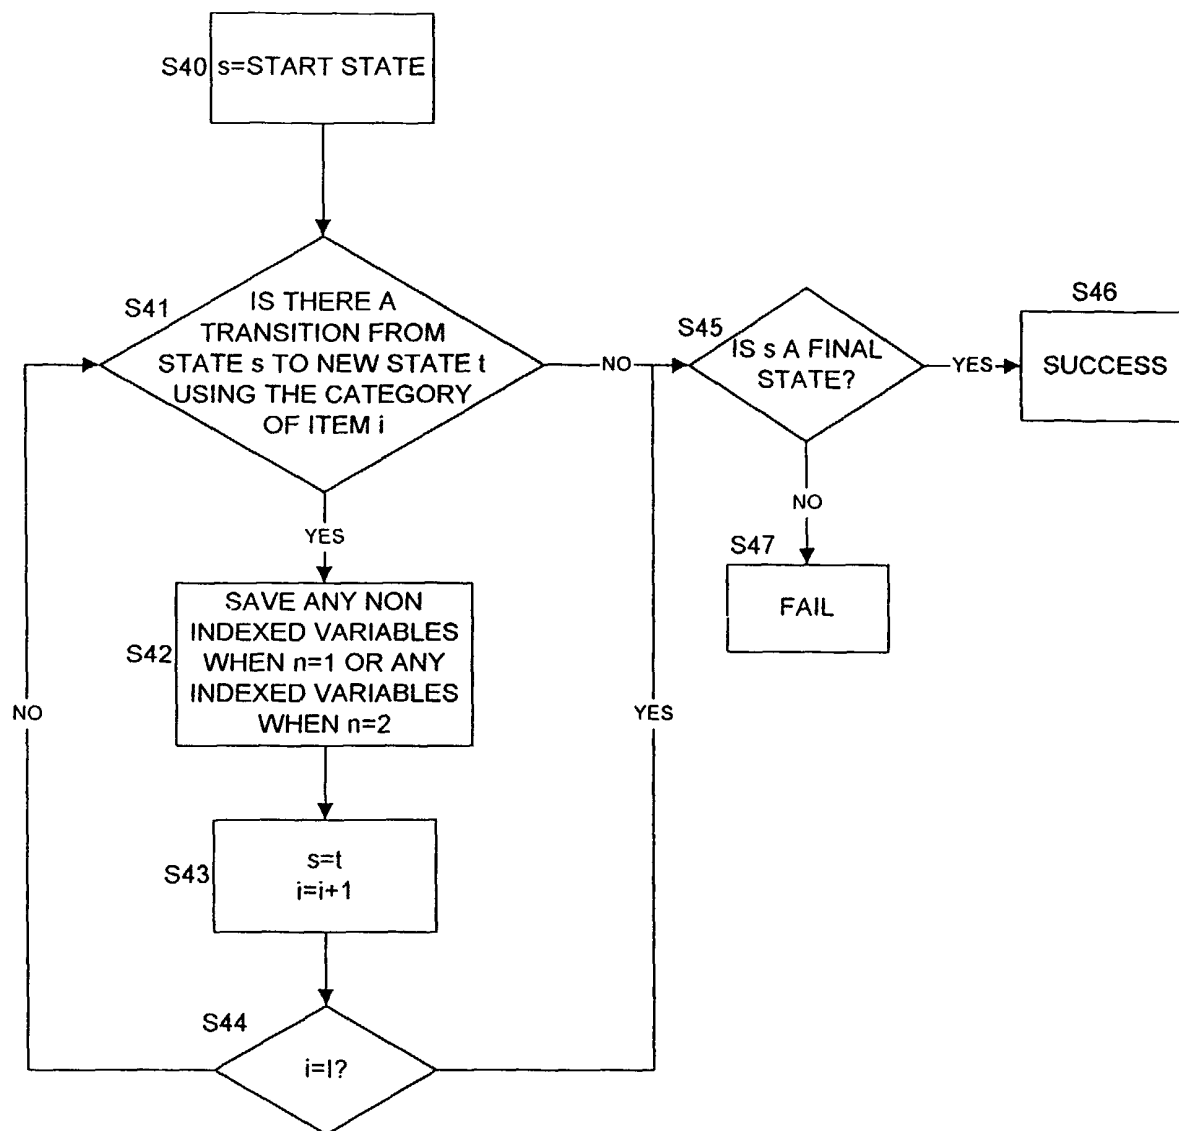 S40
s=START STATE
S41
IS THERE A
TRANSITION FROM
STATE s TO NEW STATE t
USING THE CATEGORY
OF ITEM i
NO
S45
IS s A FINAL
STATE?
YES
S46
SUCCESS
NO
S47
FAIL
YES
S42
SAVE ANY NON
INDEXED VARIABLES
WHEN n=1 OR ANY
INDEXED VARIABLES
WHEN n=2
NO
YES
S43
s=t
i=i+1
S44
i=I?